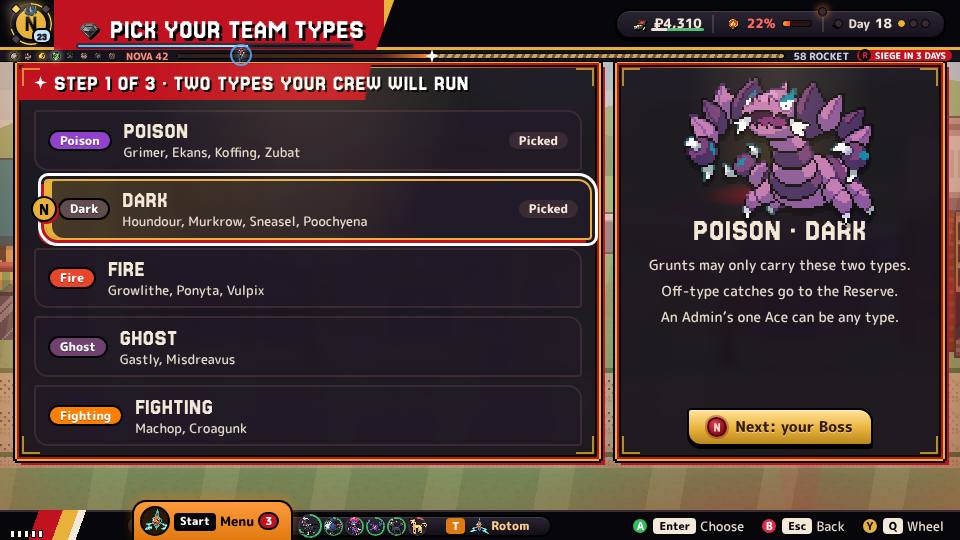 N
23
PICK YOUR TEAM TYPES
₽4,310
22%
Day 18
NOVA 42
58 ROCKET
R SIEGE IN 3 DAYS
STEP 1 OF 3 · TWO TYPES YOUR CREW WILL RUN
Poison
POISON
Grimer, Ekans, Koffing, Zubat
Picked
N
Dark
DARK
Houndour, Murkrow, Sneasel, Poochyena
Picked
Fire
FIRE
Growlithe, Ponyta, Vulpix
Ghost
GHOST
Gastly, Misdreavus
Fighting
FIGHTING
Machop, Croagunk
POISON · DARK
Grunts may only carry these two types.
Off-type catches go to the Reserve.
An Admin's one Ace can be any type.
N Next: your Boss
Start Menu 3
T Rotom
A Enter Choose
B Esc Back
Y Q Wheel